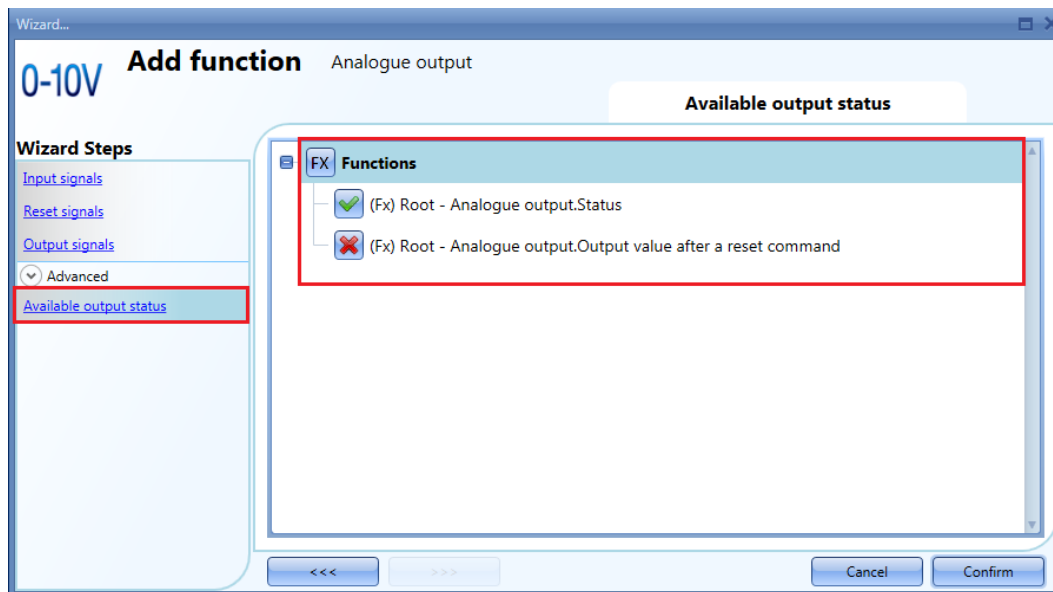 Wizard...
0-10V
Add function Analogue output
Available output status
Wizard Steps
Input signals
Reset signals
Output signals
Advanced
Available output status
FX Functions
(Fx) Root - Analogue output.Status
(Fx) Root - Analogue output.Output value after a reset command
<<< >>> Cancel Confirm